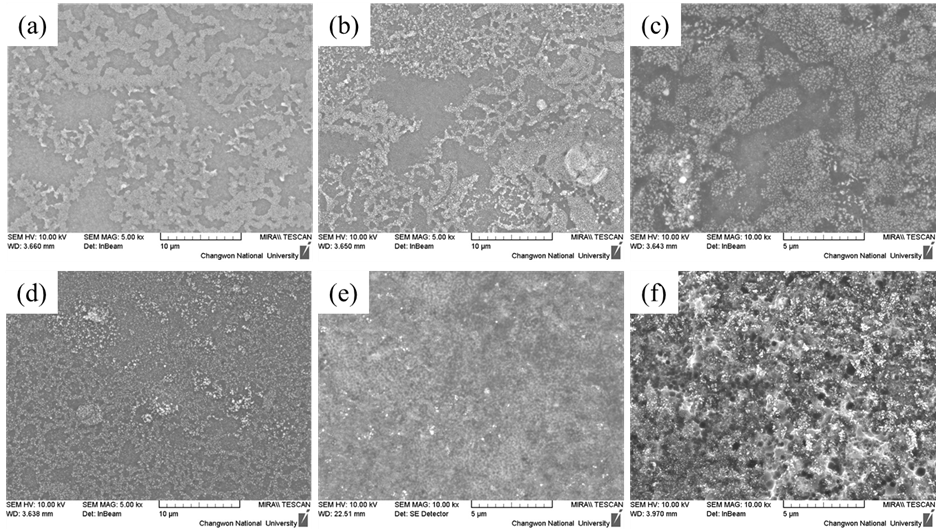 (a)
SEM HV: 10.00 kV SEM MAG: 5.00 kx MIRA\\ TESCAN
WD: 3.660 mm Det: InBeam 10 µm
Changwon National University
(b)
SEM HV: 10.00 kV SEM MAG: 5.00 kx MIRA\\ TESCAN
WD: 3.650 mm Det: InBeam 10 µm
Changwon National University
(c)
SEM HV: 10.00 kV SEM MAG: 10.00 kx MIRA\\ TESCAN
WD: 3.643 mm Det: InBeam 5 µm
Changwon National University
(d)
SEM HV: 10.00 kV SEM MAG: 5.00 kx MIRA\\ TESCAN
WD: 3.638 mm Det: InBeam 10 µm
Changwon National University
(e)
SEM HV: 10.00 kV SEM MAG: 10.00 kx MIRA\\ TESCAN
WD: 22.51 mm Det: SE Detector 5 µm
Changwon National University
(f)
SEM HV: 10.00 kV SEM MAG: 10.00 kx MIRA\\ TESCAN
WD: 3.970 mm Det: InBeam 5 µm
Changwon National University